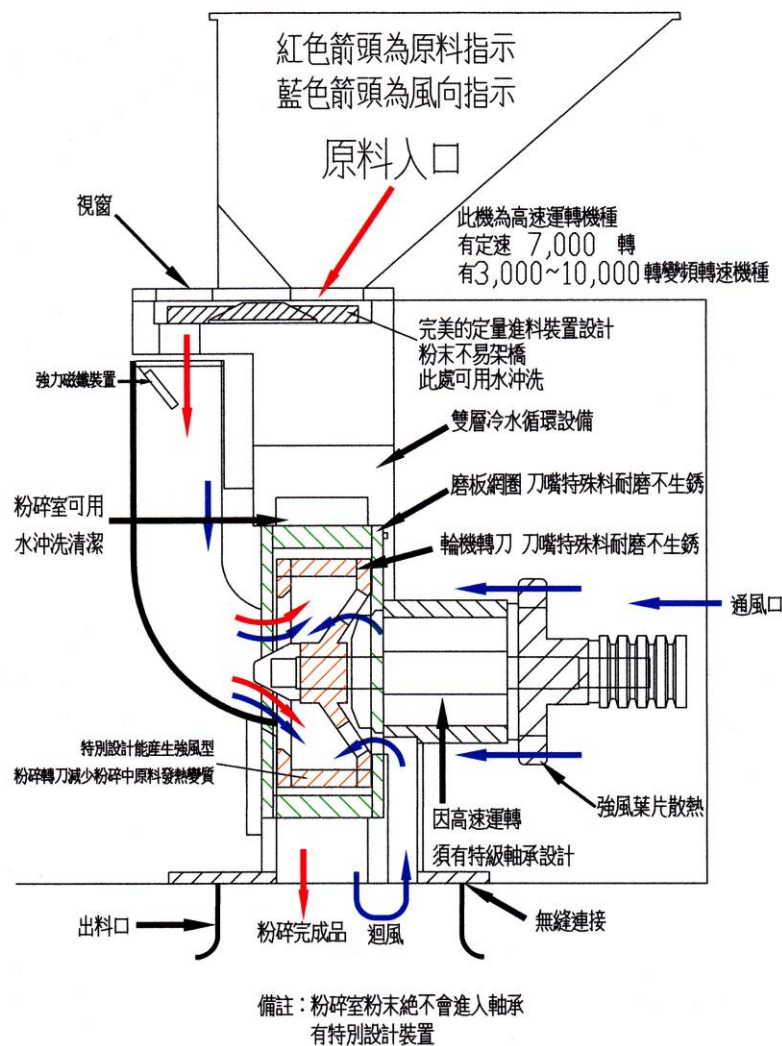 紅色箭頭為原料指示
藍色箭頭為風向指示
原料入口
視窗
此機為高速運轉機種
有定速 7,000 轉
有3,000~10,000轉變頻轉速機種
完美的定量進料裝置設計
粉末不易架橋
此處可用水沖洗
強力磁鐵裝置
雙層冷水循環設備
粉碎室可用
水沖洗清潔
磨板網圈 刀嘴特殊料耐磨不生銹
輪機轉刀 刀嘴特殊料耐磨不生銹
通風口
特別設計能產生強風型
粉碎轉刀減少粉碎中原料發熱變質
因高速運轉
須有特級軸承設計
強風葉片散熱
出料口
粉碎完成品
迴風
無縫連接
備註：粉碎室粉末絕不會進入軸承
有特別設計裝置